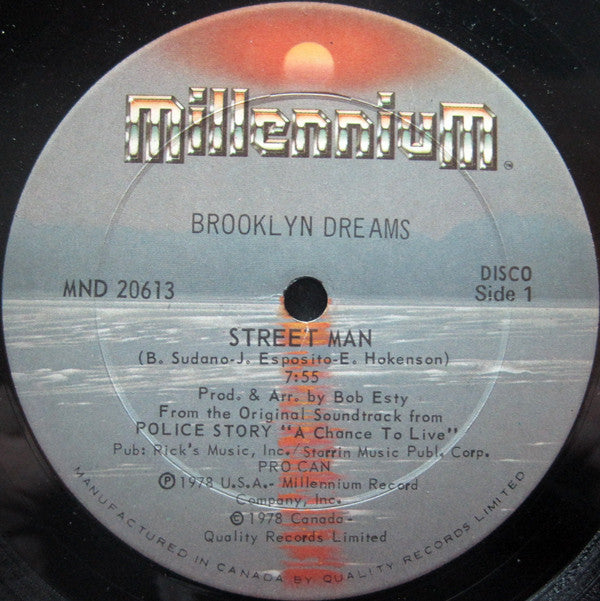 millenniuM™
BROOKLYN DREAMS
MND 20613
DISCO
Side 1
STREET MAN
(B. Sudano-J. Esposito-E. Hokenson)
7:55
Prod. & Arr. by Bob Esty
From the Original Soundtrack from
POLICE STORY "A Chance To Live"
Pub: Rick's Music, Inc./Starrin Music Publ. Corp.
PRO CAN
Ⓟ1978 U.S.A.- Millennium Record
Company, Inc.
©1978 Canada-
Quality Records Limited
MANUFACTURED IN CANADA BY QUALITY RECORDS LIMITED